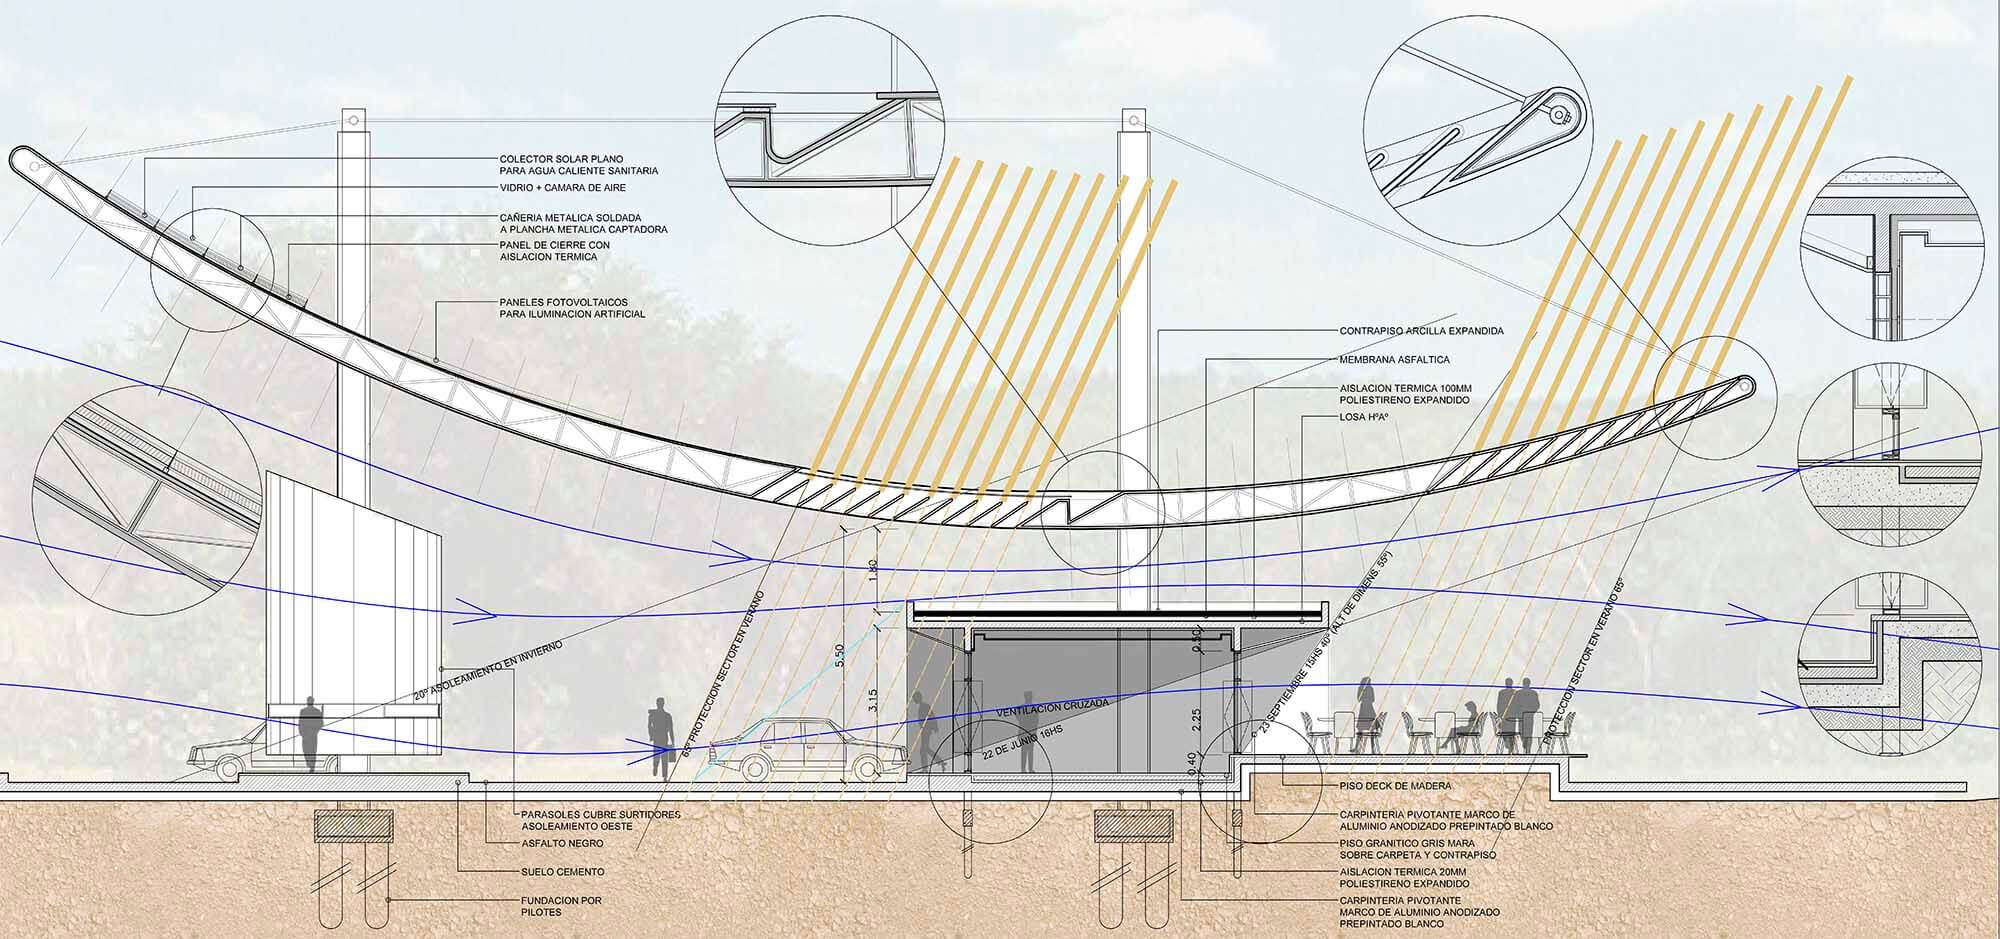 COLECTOR SOLAR PLANO
PARA AGUA CALIENTE SANITARIA
VIDRIO + CAMARA DE AIRE
CAÑERIA METALICA SOLDADA
A PLANCHA METALICA CAPTADORA
PANEL DE CIERRE CON
AISLACION TERMICA
PANELES FOTOVOLTAICOS
PARA ILUMINACION ARTIFICIAL
CONTRAPISO ARCILLA EXPANDIDA
MEMBRANA ASFALTICA
AISLACION TERMICA 100MM
POLIESTIRENO EXPANDIDO
LOSA HºAº
20º ASOLEAMIENTO EN INVIERNO
65º PROTECCION SECTOR EN VERANO
5.50
1.80
3.15
VENTILACION CRUZADA
22 DE JUNIO 16HS
0.50
2.25
0.40
23 SEPTIEMBRE 15HS 40º (ALT DE DIMENS. 55º)
PROTECCION SECTOR EN VERANO 65º
PARASOLES CUBRE SURTIDORES
ASOLEAMIENTO OESTE
ASFALTO NEGRO
SUELO CEMENTO
FUNDACION POR
PILOTES
PISO DECK DE MADERA
CARPINTERIA PIVOTANTE MARCO DE
ALUMINIO ANODIZADO PREPINTADO BLANCO
PISO GRANITICO GRIS MARA
SOBRE CARPETA Y CONTRAPISO
AISLACION TERMICA 20MM
POLIESTIRENO EXPANDIDO
CARPINTERIA PIVOTANTE
MARCO DE ALUMINIO ANODIZADO
PREPINTADO BLANCO